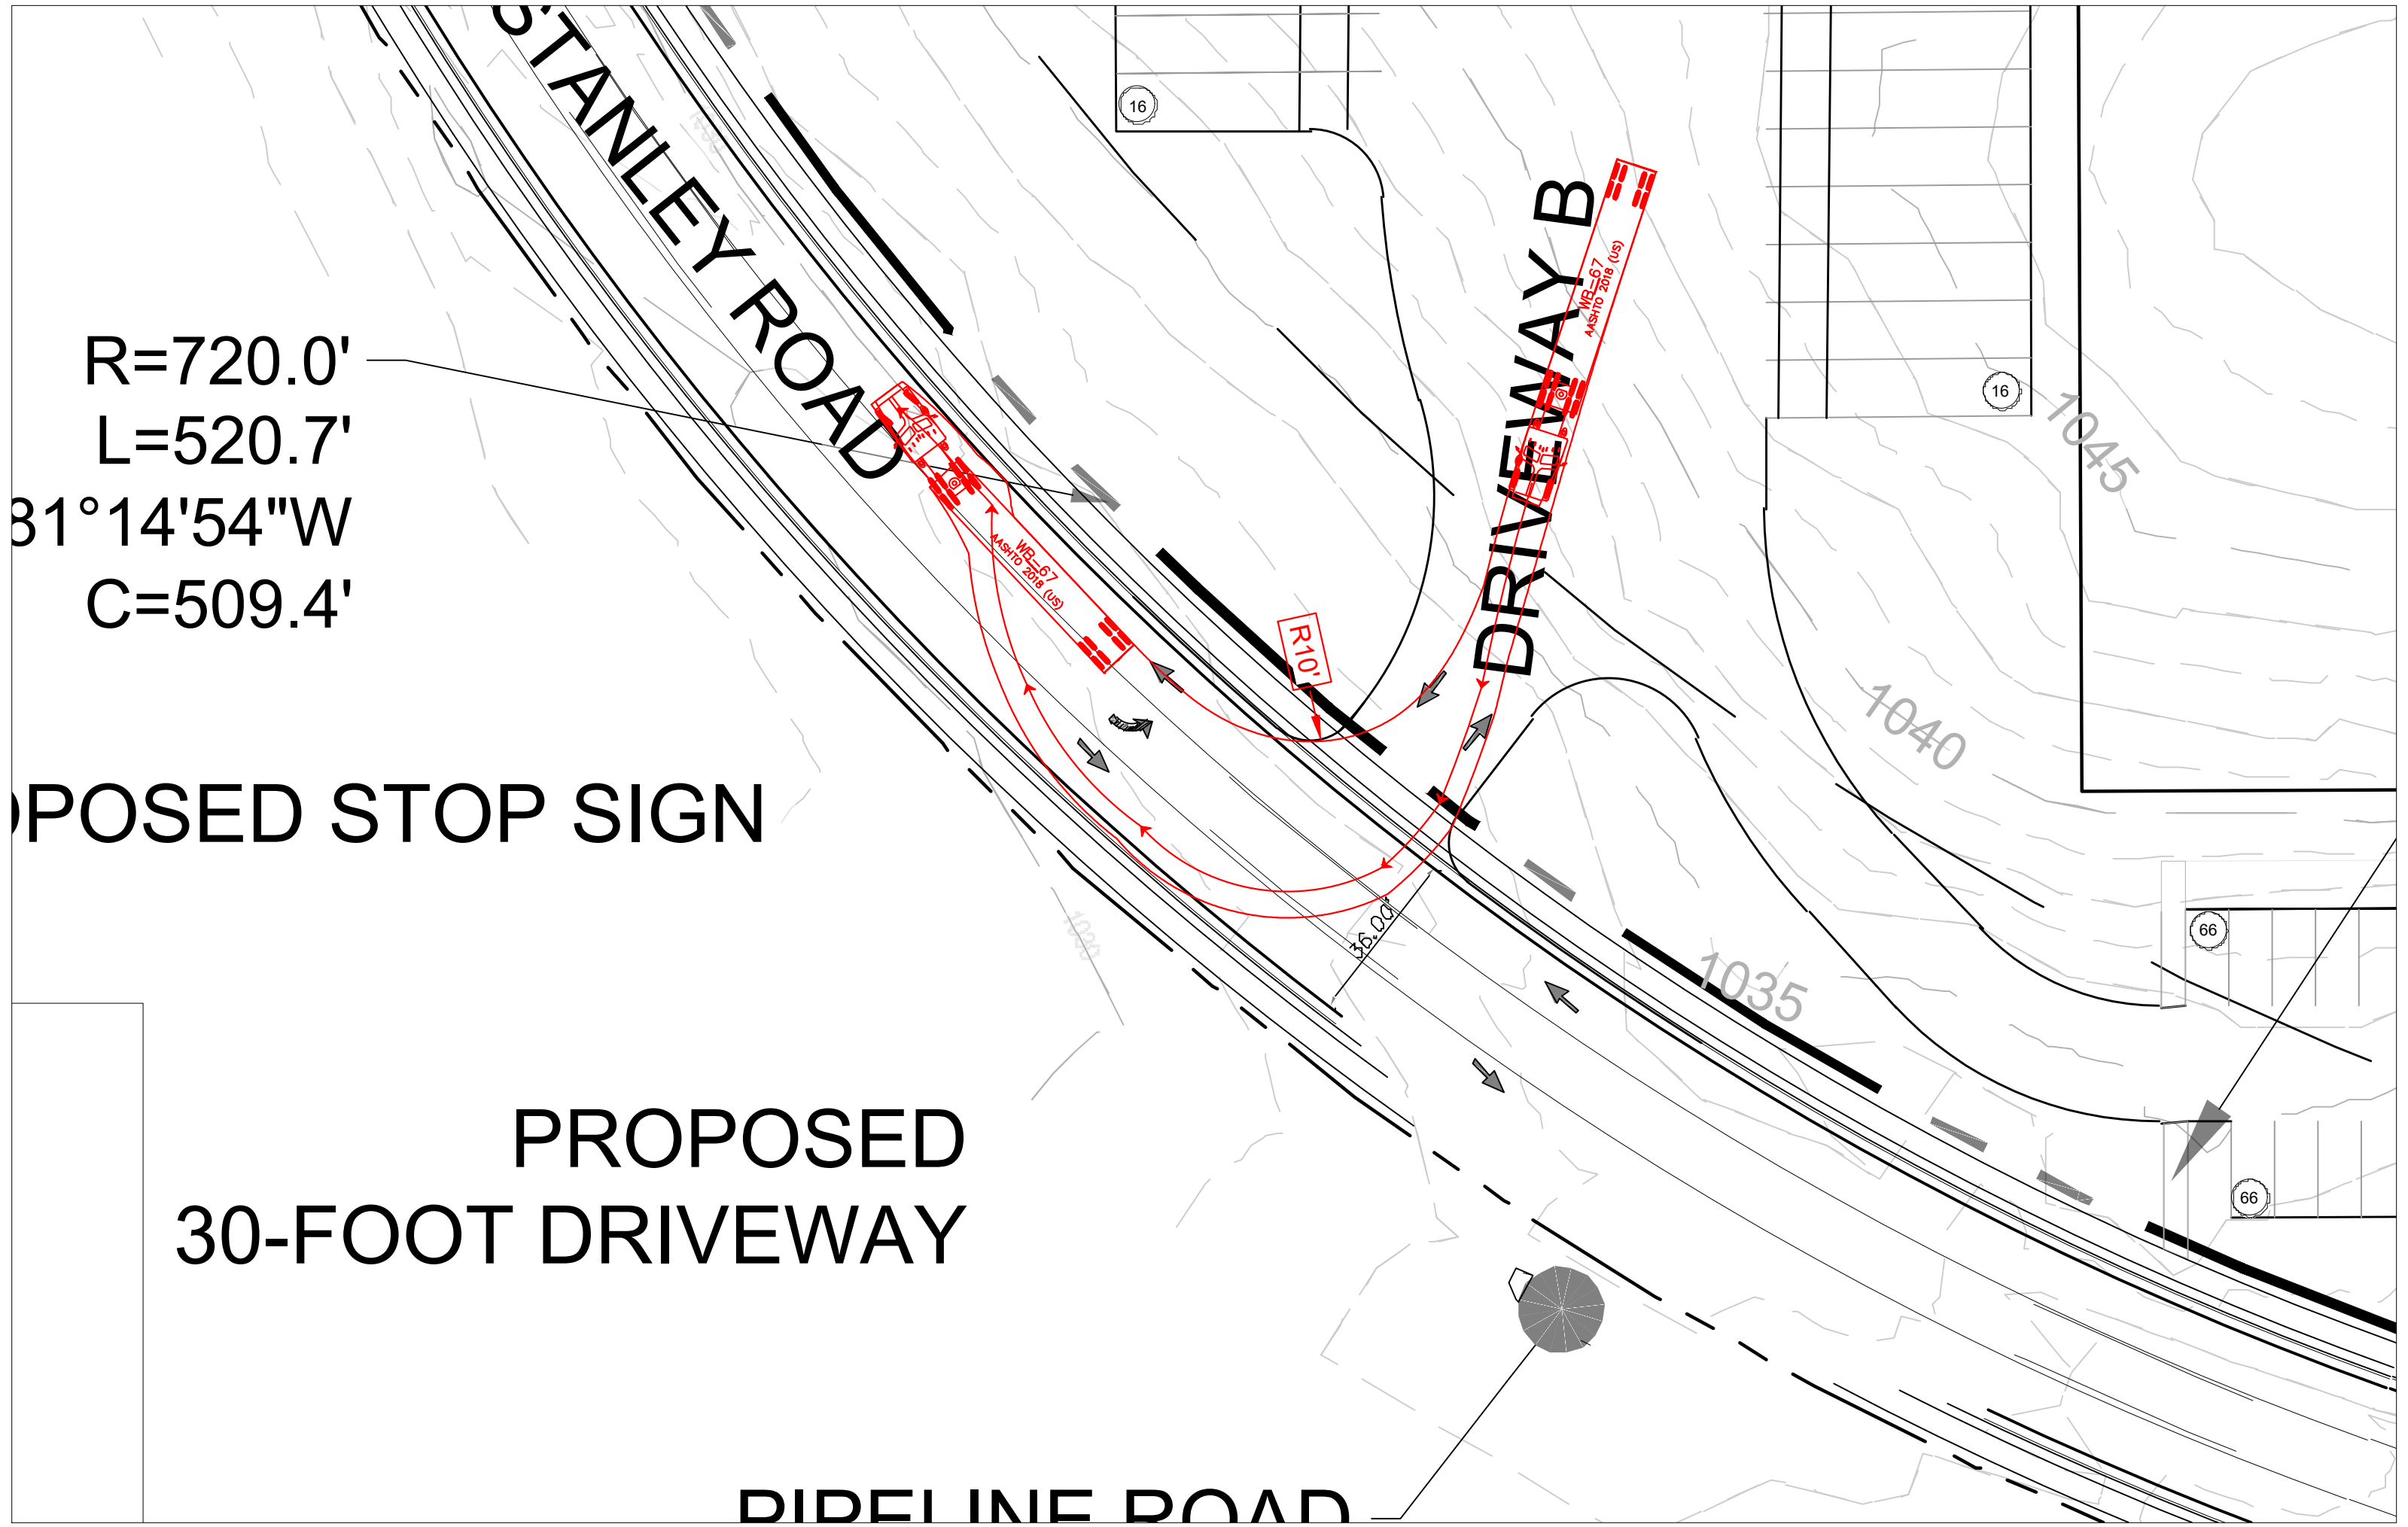 STANLEY ROAD
16
DRIVEWAY B
WB-67
AASHTO 2018 (US)
R=720.0'
L=520.7'
81°14'54"W
C=509.4'
16
1045
WB-67
AASHTO 2018 (US)
R10'
1040
POSED STOP SIGN
36.00'
1030
66
1035
PROPOSED
30-FOOT DRIVEWAY
66
PIPELINE ROAD